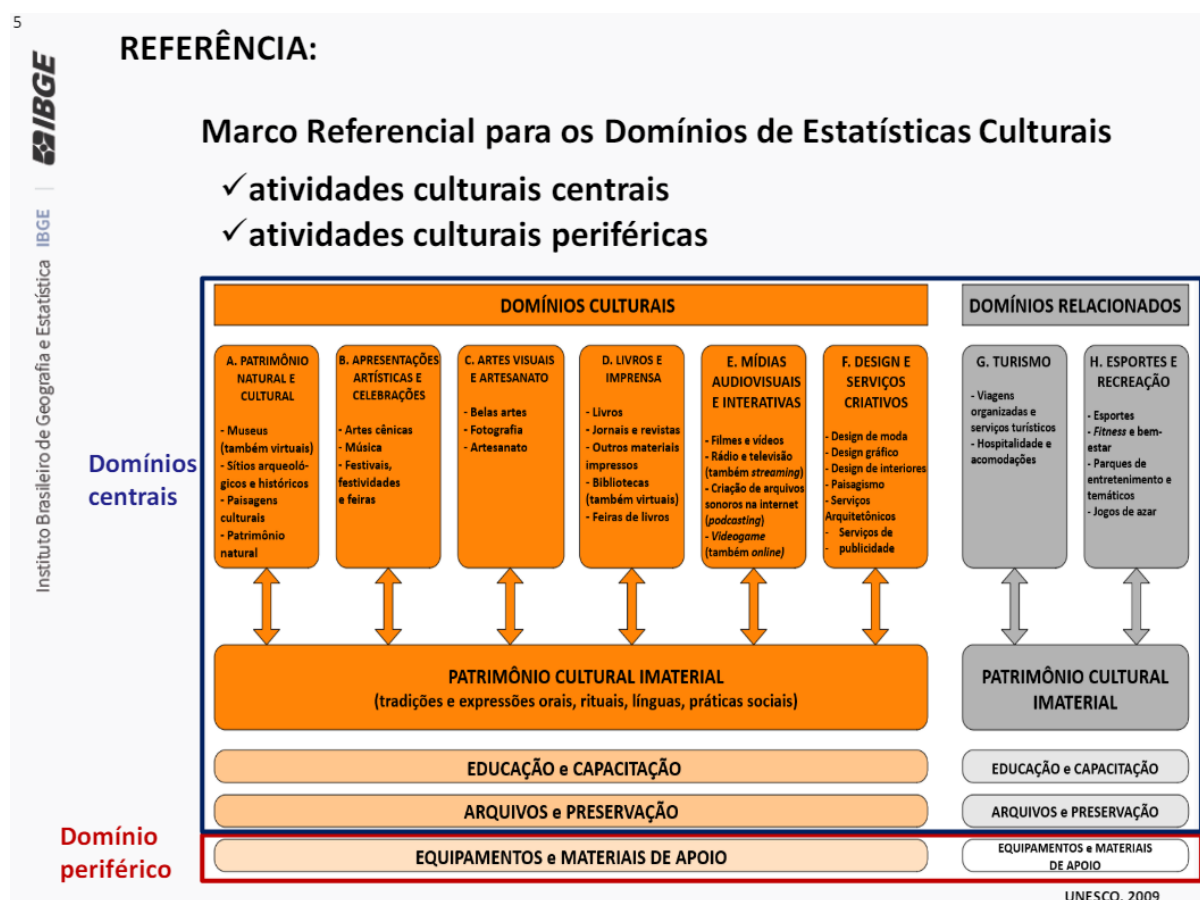 5
REFERÊNCIA:
Instituto Brasileiro de Geografia e Estatística IBGE | IBGE
Marco Referencial para os Domínios de Estatísticas Culturais
✓atividades culturais centrais
✓atividades culturais periféricas
Domínios
centrais
DOMÍNIOS CULTURAIS
A. PATRIMÔNIO
NATURAL E
CULTURAL
- Museus
(também virtuais)
- Sítios arqueoló-
gicos e históricos
- Paisagens
culturais
- Patrimônio
natural
B. APRESENTAÇÕES
ARTÍSTICAS E
CELEBRAÇÕES
- Artes cênicas
- Música
- Festivais,
festividades
e feiras
C. ARTES VISUAIS
E ARTESANATO
- Belas artes
- Fotografia
- Artesanato
D. LIVROS E
IMPRENSA
- Livros
- Jornais e revistas
- Outros materiais
impressos
- Bibliotecas
(também virtuais)
- Feiras de livros
E. MÍDIAS
AUDIOVISUAIS
E INTERATIVAS
- Filmes e vídeos
- Rádio e televisão
(também streaming)
- Criação de arquivos
sonoros na internet
(podcasting)
- Videogame
(também online)
F. DESIGN E
SERVIÇOS
CRIATIVOS
- Design de moda
- Design gráfico
- Design de interiores
- Paisagismo
- Serviços
Arquitetônicos
- Serviços de
- publicidade
DOMÍNIOS RELACIONADOS
G. TURISMO
- Viagens
organizadas e
serviços turísticos
- Hospitalidade e
acomodações
H. ESPORTES E
RECREAÇÃO
- Esportes
- Fitness e bem-
estar
- Parques de
entretenimento e
temáticos
- Jogos de azar
PATRIMÔNIO CULTURAL IMATERIAL
(tradições e expressões orais, rituais, línguas, práticas sociais)
PATRIMÔNIO CULTURAL
IMATERIAL
EDUCAÇÃO e CAPACITAÇÃO
EDUCAÇÃO e CAPACITAÇÃO
ARQUIVOS e PRESERVAÇÃO
ARQUIVOS e PRESERVAÇÃO
Domínio
periférico
EQUIPAMENTOS e MATERIAIS DE APOIO
EQUIPAMENTOS e MATERIAIS
DE APOIO
UNESCO, 2009